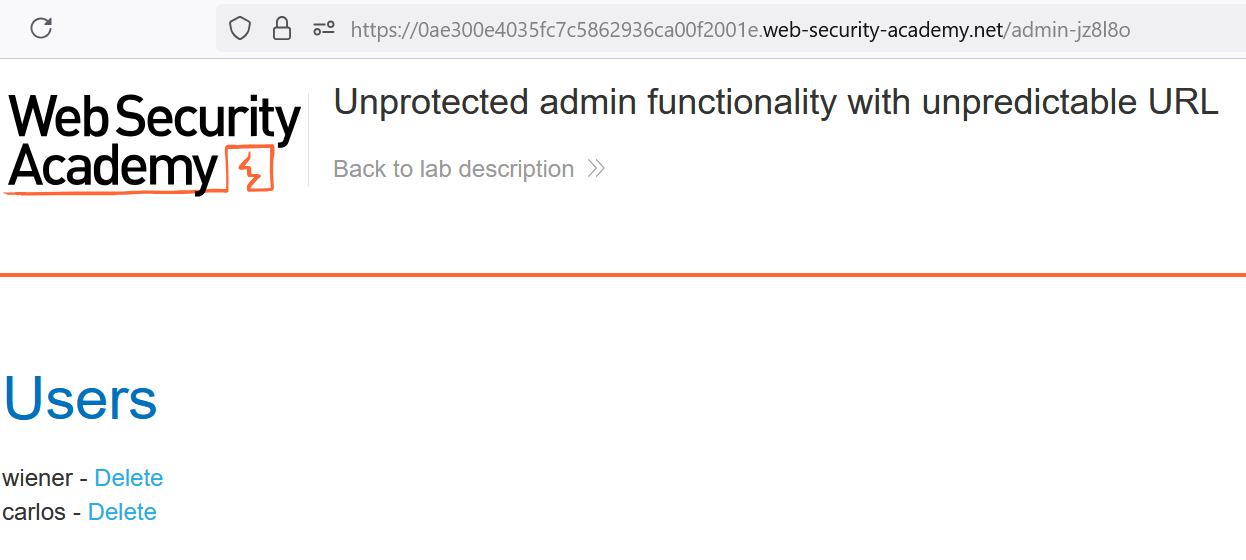 https://0ae300e4035fc7c5862936ca00f2001e.web-security-academy.net/admin-jz8l8o
Web Security
Academy
Unprotected admin functionality with unpredictable URL
Back to lab description
Users
wiener - Delete
carlos - Delete